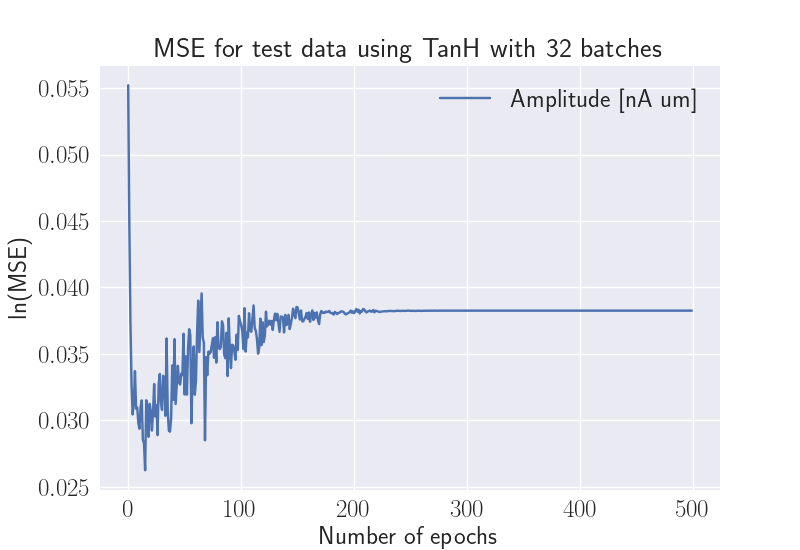 MSE for test data using TanH with 32 batches
Amplitude [nA um]
0.055
0.050
0.045
0.040
0.035
0.030
0.025
ln(MSE)
0 100 200 300 400 500
Number of epochs